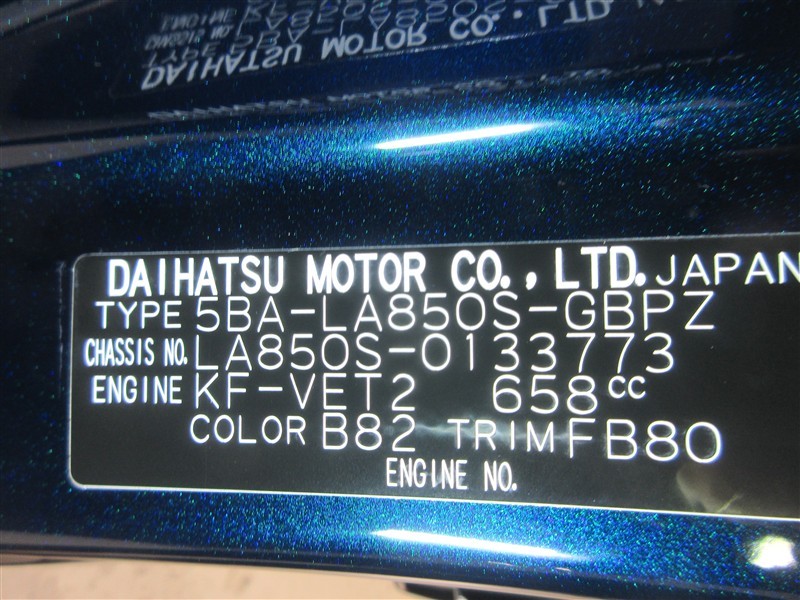 DAIHATSU MOTOR CO., LTD. JAPAN
TYPE 5BA-LA850S-GBPZ
CHASSIS NO. LA850S-0133773
ENGINE KF-VET2 658CC
COLOR B82 TRIM FB80
ENGINE NO.